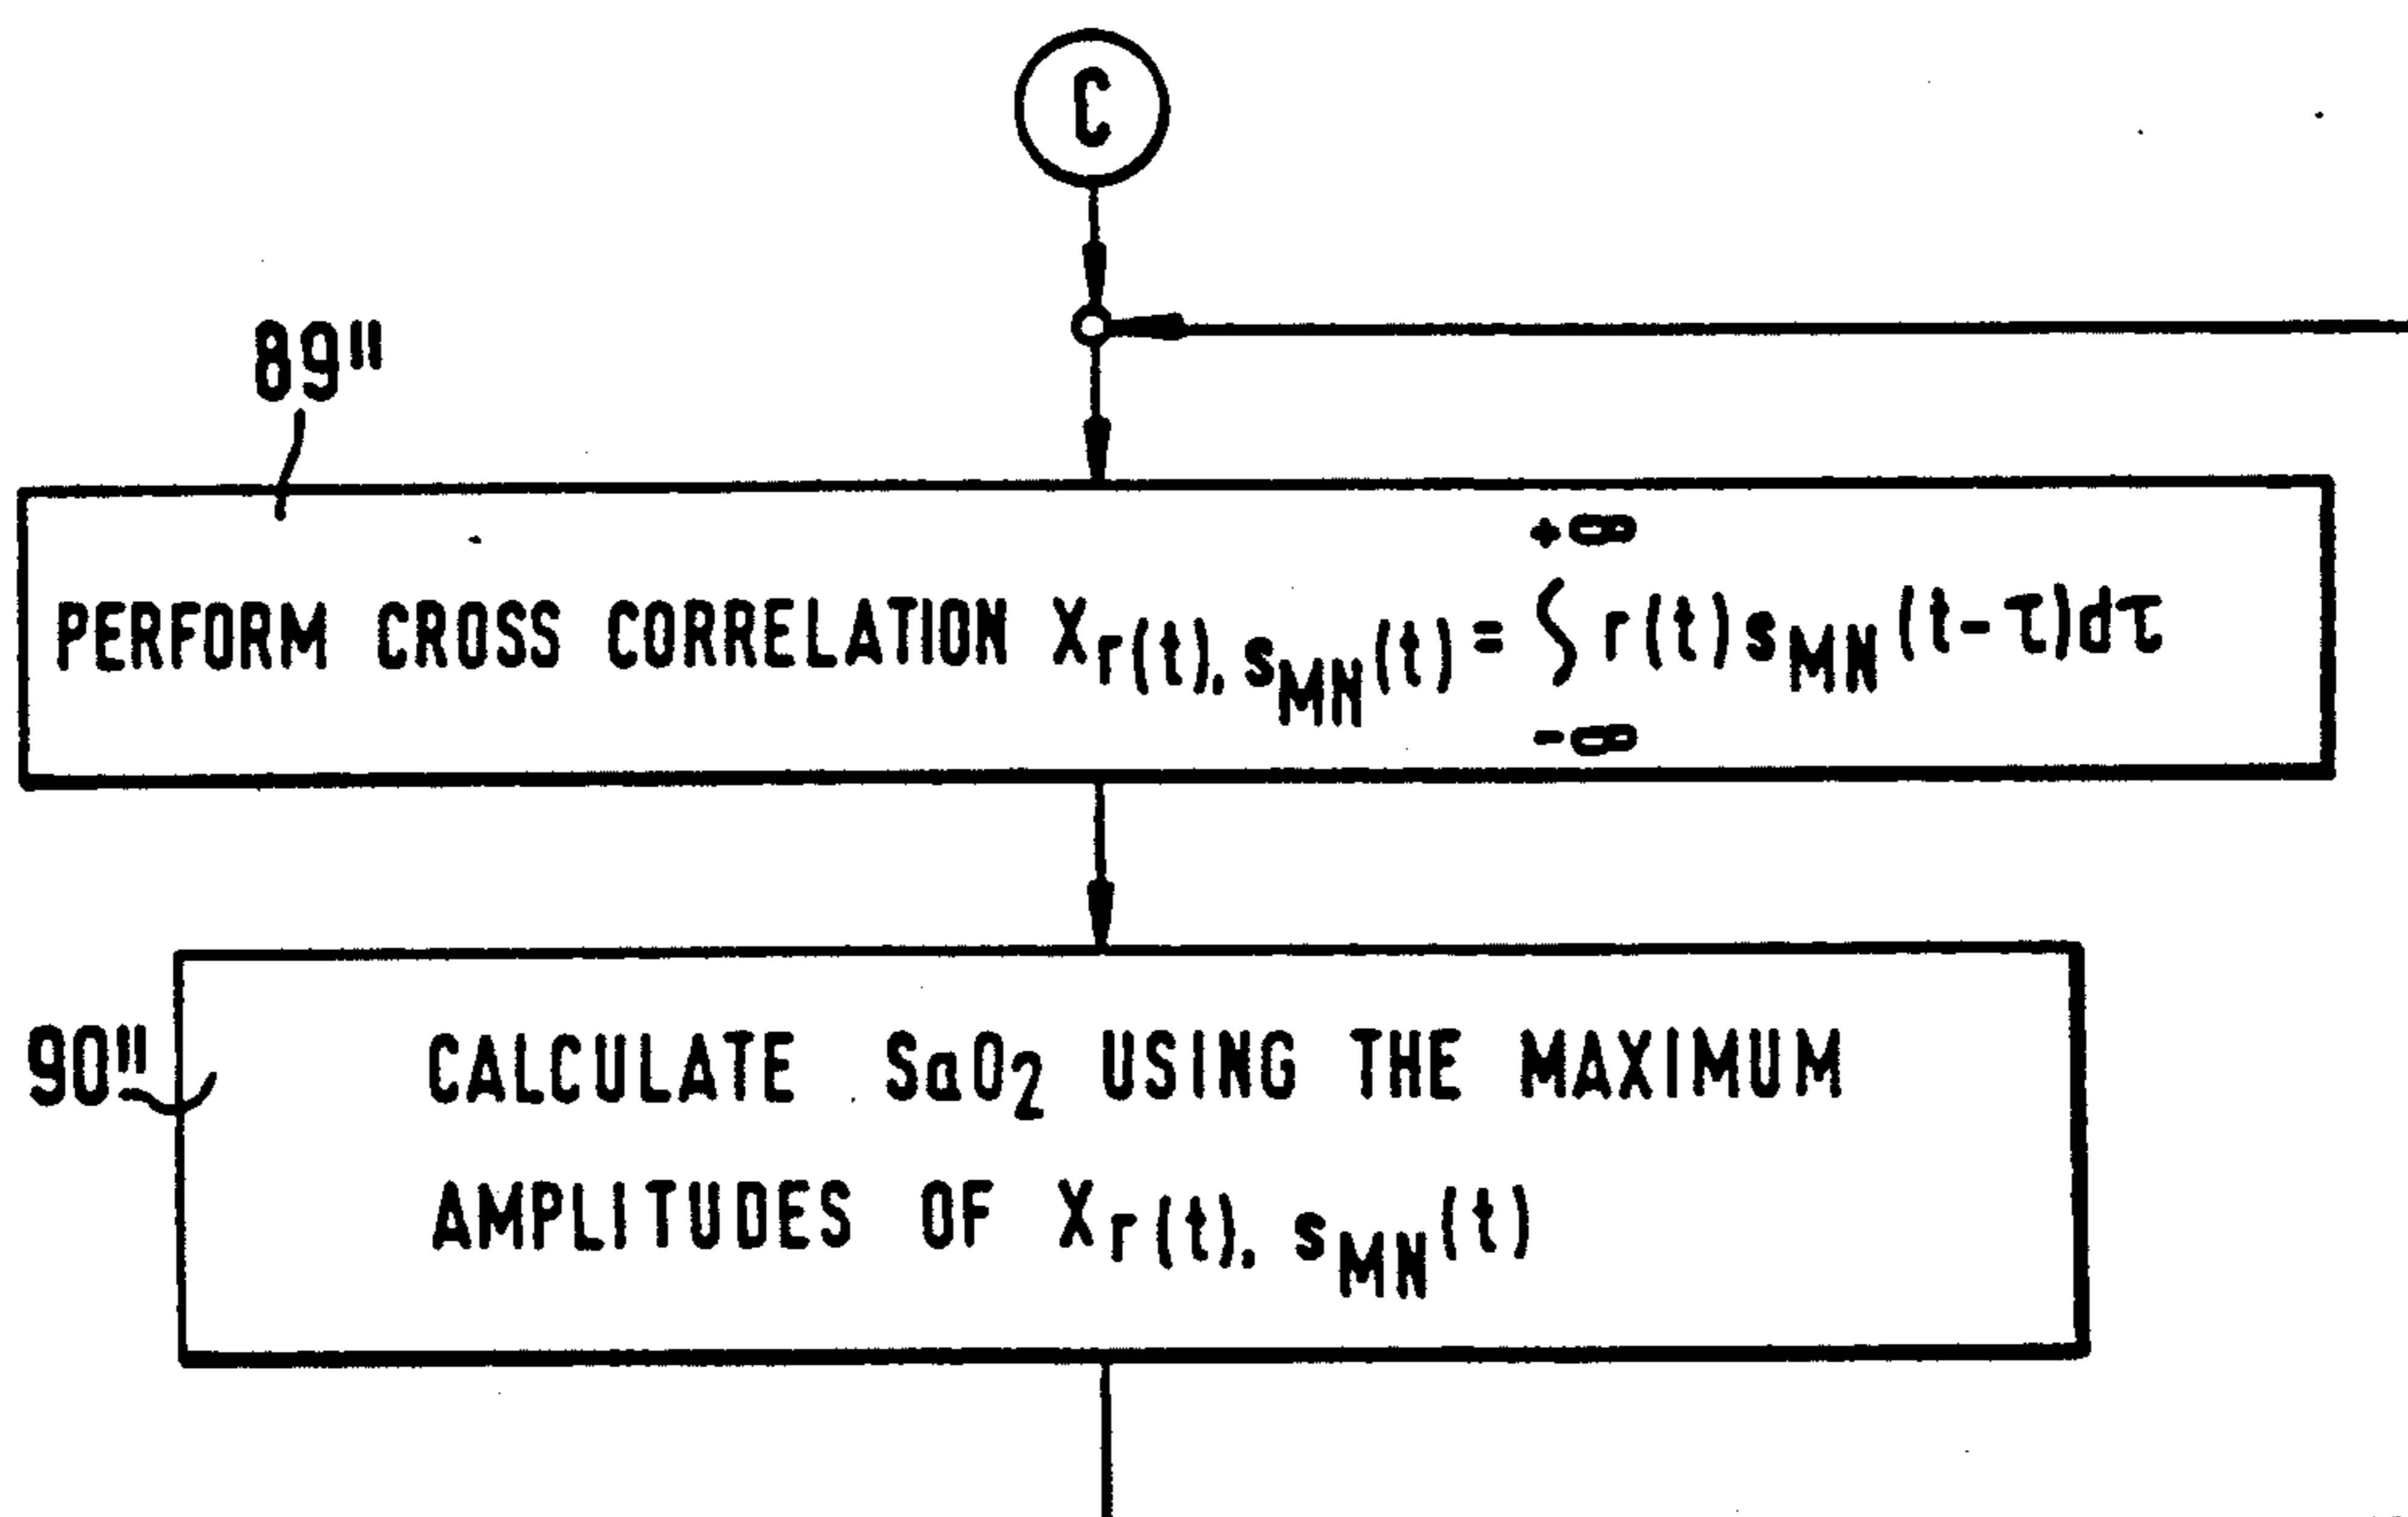 C
89"
+∞
PERFORM CROSS CORRELATION Xr(t), sMN(t) = ∫ r(t) sMN (t-τ)dτ
-∞
90"
CALCULATE SaO2 USING THE MAXIMUM
AMPLITUDES OF Xr(t), sMN(t)